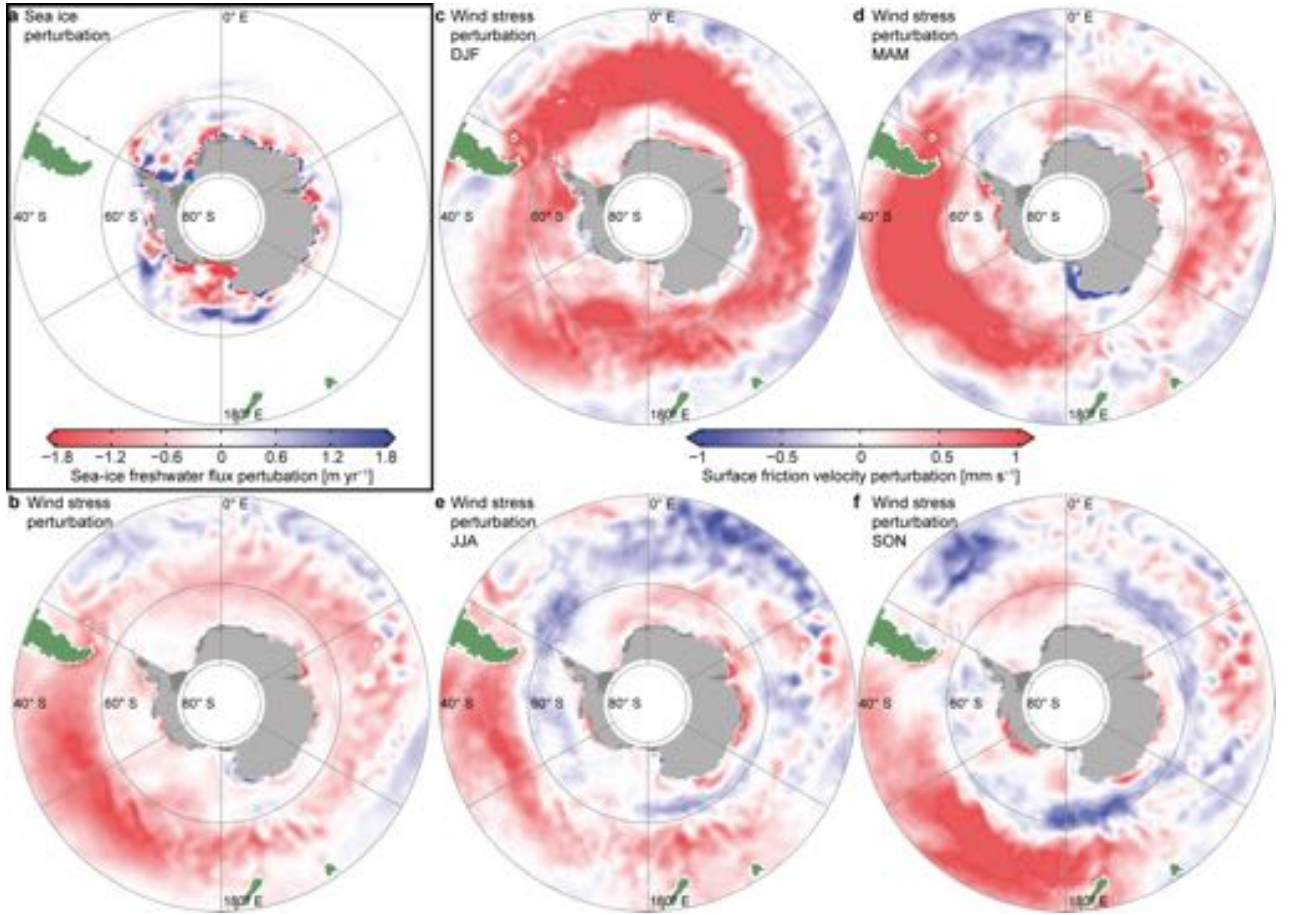 a Sea ice
perturbation
0° E
40° S
60° S
80° S
180° E
−1.8 −1.2 −0.6 0 0.6 1.2 1.8
Sea-ice freshwater flux pertubation [m yr⁻¹]
c Wind stress
perturbation
DJF
0° E
40° S
60° S
80° S
180° E
d Wind stress
perturbation
MAM
0° E
40° S
60° S
80° S
180° E
−1 −0.5 0 0.5 1
Surface friction velocity perturbation [mm s⁻¹]
b Wind stress
perturbation
0° E
40° S
60° S
80° S
180° E
e Wind stress
perturbation
JJA
0° E
40° S
60° S
80° S
180° E
f Wind stress
perturbation
SON
0° E
40° S
60° S
80° S
180° E